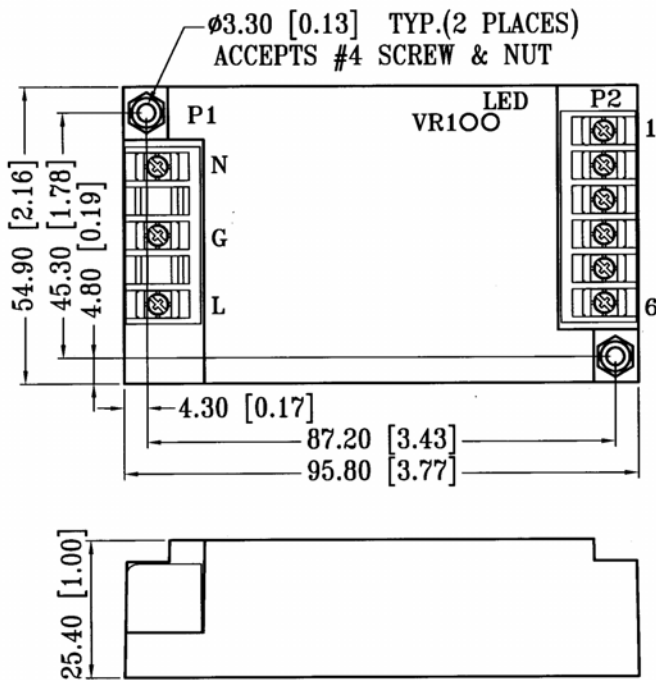 ø3.30 [0.13] TYP.(2 PLACES)
ACCEPTS #4 SCREW & NUT
LED
P1
P2
VR1
1
N
G
L
6
54.90 [2.16]
45.30 [1.78]
4.80 [0.19]
4.30 [0.17]
87.20 [3.43]
95.80 [3.77]
25.40 [1.00]